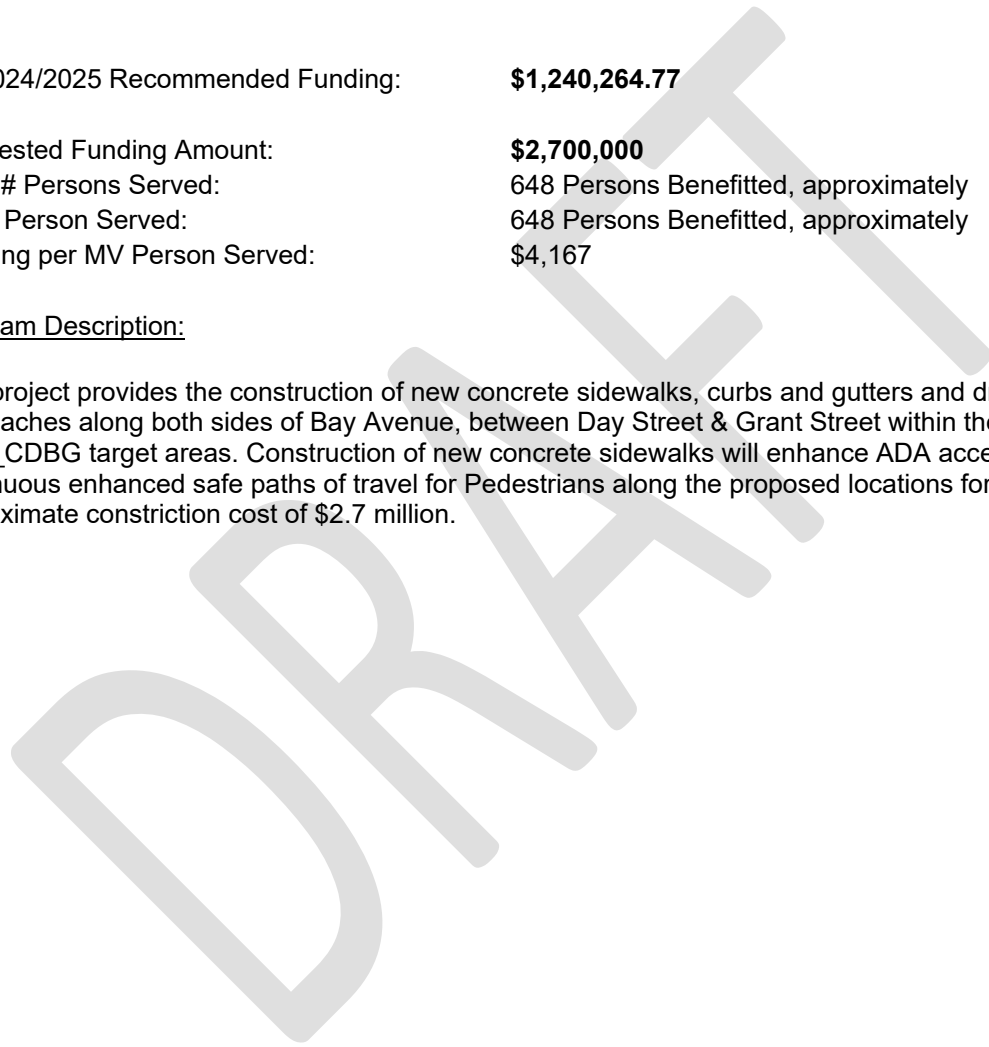 024/2025 Recommended Funding: $1,240,264.77
ested Funding Amount: $2,700,000
# Persons Served: 648 Persons Benefitted, approximately
Person Served: 648 Persons Benefitted, approximately
ng per MV Person Served: $4,167
am Description:
project provides the construction of new concrete sidewalks, curbs and gutters and d
aches along both sides of Bay Avenue, between Day Street & Grant Street within the
_CDBG target areas. Construction of new concrete sidewalks will enhance ADA acce
nuous enhanced safe paths of travel for Pedestrians along the proposed locations for
ximate constriction cost of $2.7 million.
DRAFT